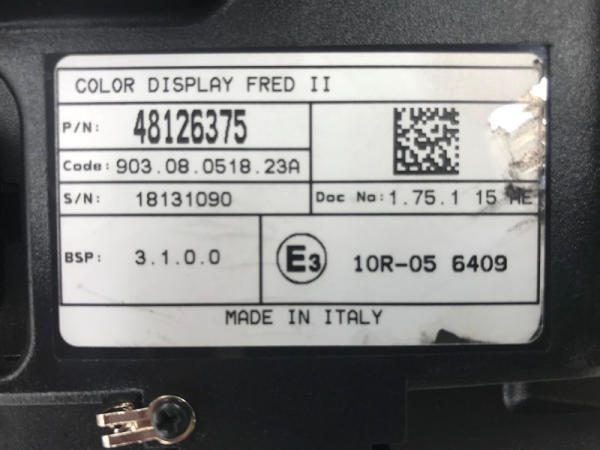 COLOR DISPLAY FRED II
P/N: 48126375
Code: 903.08.0518.23A
S/N: 18131090 Doc No: 1.75.1 15 ME
BSP: 3.1.0.0 E3 10R-05 6409
MADE IN ITALY